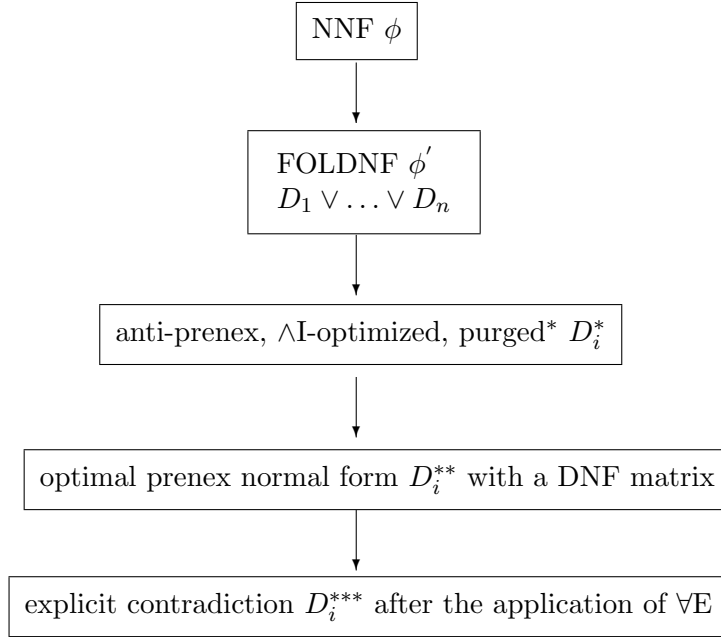 NNF ϕ
FOLDNF ϕ′
D₁ ∨ … ∨ Dₙ
anti-prenex, ∧I-optimized, purged* Dᵢ*
optimal prenex normal form Dᵢ** with a DNF matrix
explicit contradiction Dᵢ*** after the application of ∀E